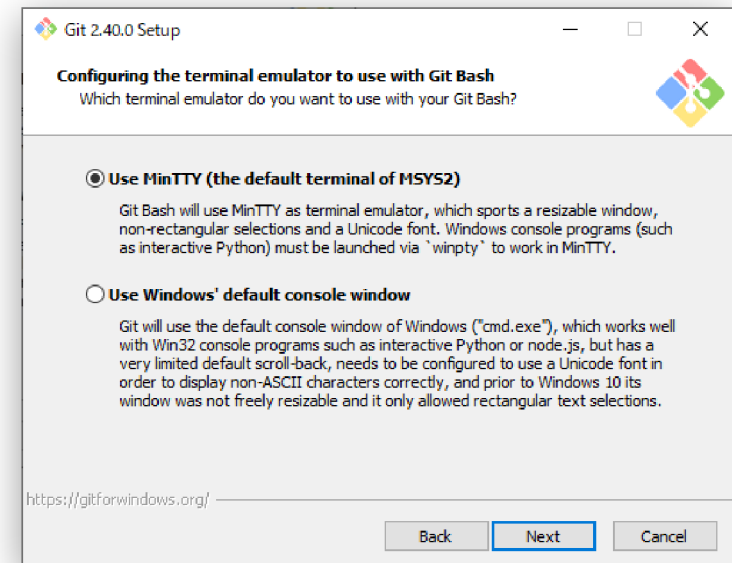 Git 2.40.0 Setup
Configuring the terminal emulator to use with Git Bash
Which terminal emulator do you want to use with your Git Bash?
Use MinTTY (the default terminal of MSYS2)
Git Bash will use MinTTY as terminal emulator, which sports a resizable window,
non-rectangular selections and a Unicode font. Windows console programs (such
as interactive Python) must be launched via `winpty` to work in MinTTY.
Use Windows' default console window
Git will use the default console window of Windows ("cmd.exe"), which works well
with Win32 console programs such as interactive Python or node.js, but has a
very limited default scroll-back, needs to be configured to use a Unicode font in
order to display non-ASCII characters correctly, and prior to Windows 10 its
window was not freely resizable and it only allowed rectangular text selections.
https://gitforwindows.org/
Back Next Cancel